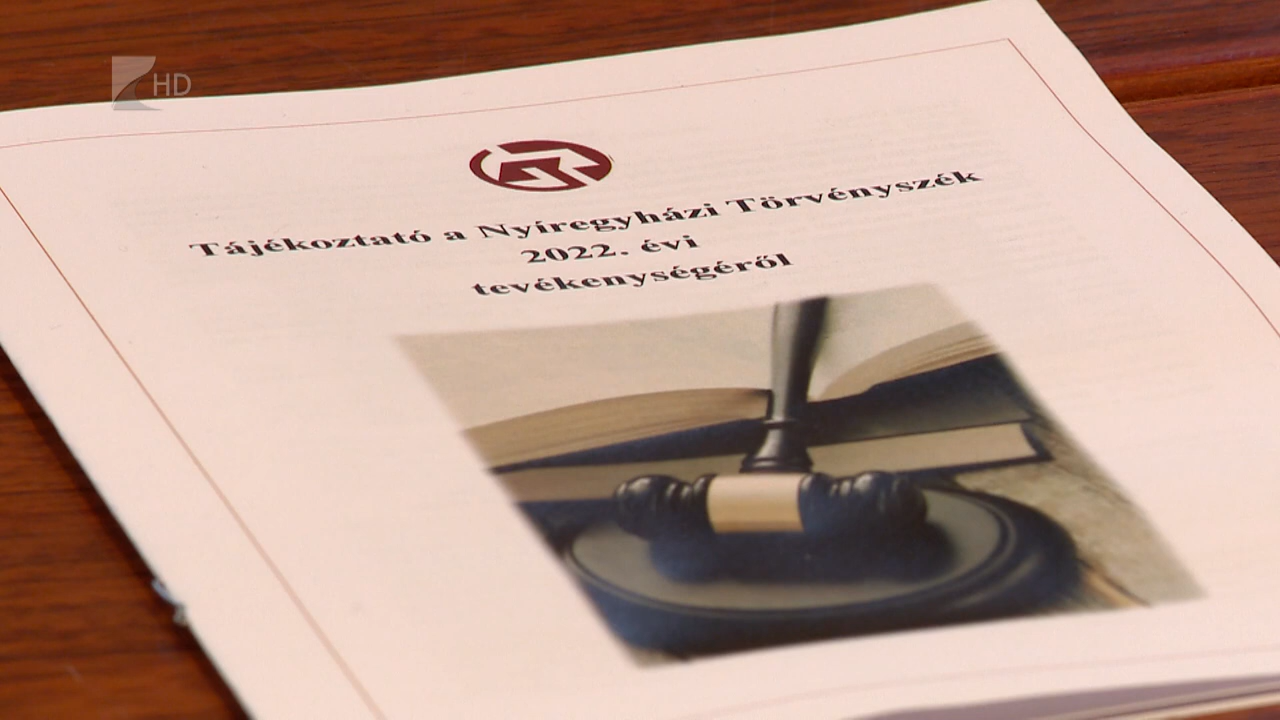 HD
Tájékoztató a Nyíregyházi Törvényszék
2022. évi
tevékenységéről